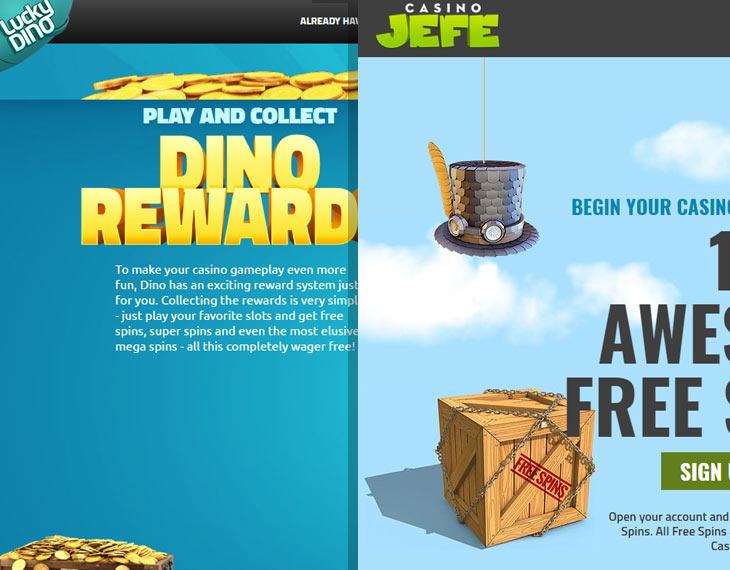 Lucky
Dino
ALREADY HAV
PLAY AND COLLECT
DINO
REWARD
To make your casino gameplay even more
fun, Dino has an exciting reward system just
for you. Collecting the rewards is very simpl
- just play your favorite slots and get free
spins, super spins and even the most elusive
mega spins - all this completely wager free!
CASINO
JEFE
BEGIN YOUR CASINO
1
AWES
FREE S
FREE SPINS
SIGN U
Open your account and
Spins. All Free Spins
Cas